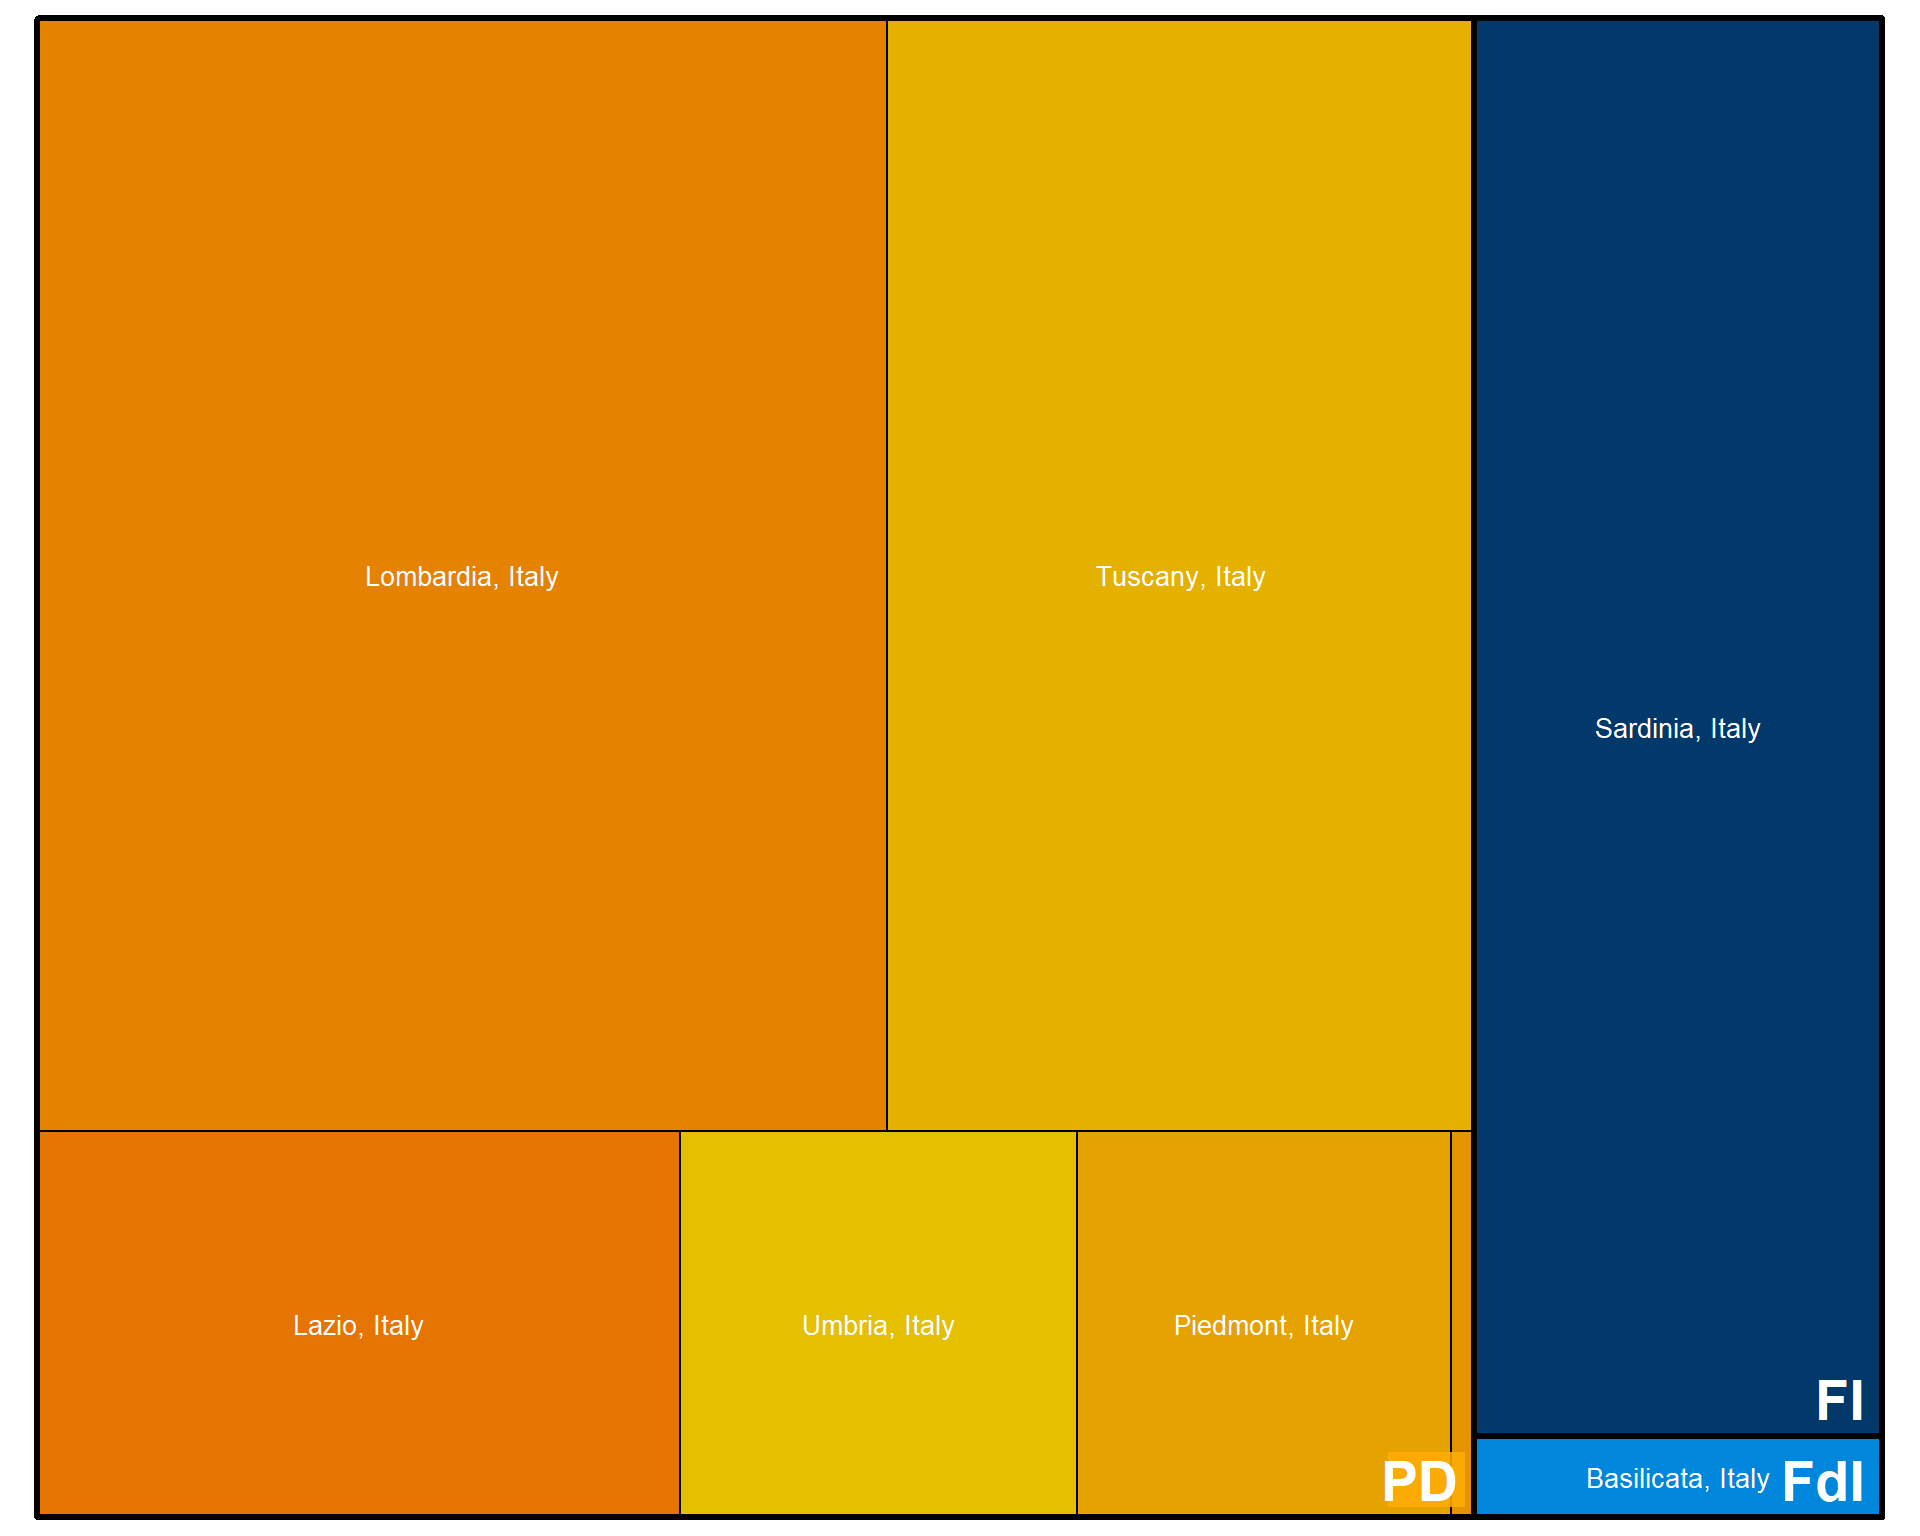 Lombardia, Italy
Tuscany, Italy
Sardinia, Italy
Lazio, Italy
Umbria, Italy
Piedmont, Italy
PD
FI
Basilicata, Italy
FdI